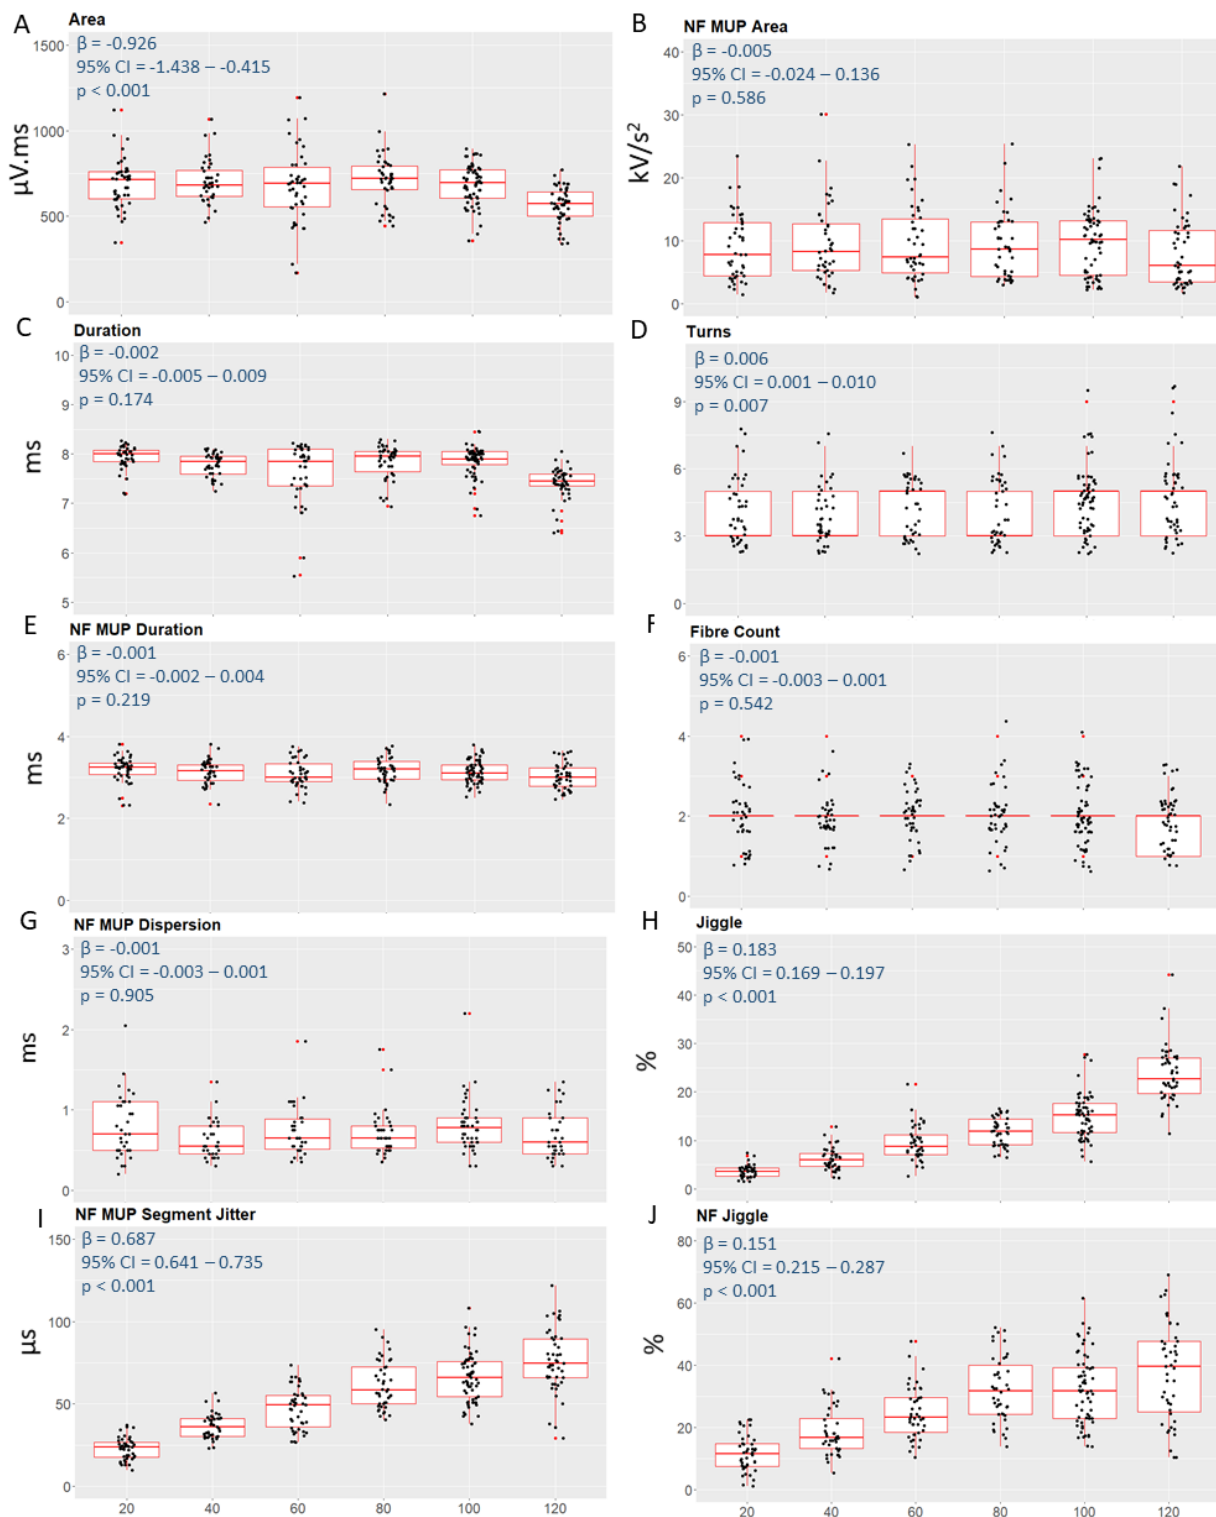 A
Area
β = -0.926
95% CI = -1.438 – -0.415
p < 0.001
1500
1000
500
0
μV.ms
B
NF MUP Area
β = -0.005
95% CI = -0.024 – 0.136
p = 0.586
40
30
20
10
0
kV/s²
C
Duration
β = -0.002
95% CI = -0.005 – 0.009
p = 0.174
10
9
8
7
6
5
ms
D
Turns
β = 0.006
95% CI = 0.001 – 0.010
p = 0.007
9
6
3
0
E
NF MUP Duration
β = -0.001
95% CI = -0.002 – 0.004
p = 0.219
6
4
2
0
ms
F
Fibre Count
β = -0.001
95% CI = -0.003 – 0.001
p = 0.542
6
4
2
0
G
NF MUP Dispersion
β = -0.001
95% CI = -0.003 – 0.001
p = 0.905
3
2
1
0
ms
H
Jiggle
β = 0.183
95% CI = 0.169 – 0.197
p < 0.001
50
40
30
20
10
0
%
I
NF MUP Segment Jitter
β = 0.687
95% CI = 0.641 – 0.735
p < 0.001
150
100
50
0
μs
20 40 60 80 100 120
J
NF Jiggle
β = 0.151
95% CI = 0.215 – 0.287
p < 0.001
80
60
40
20
0
%
20 40 60 80 100 120